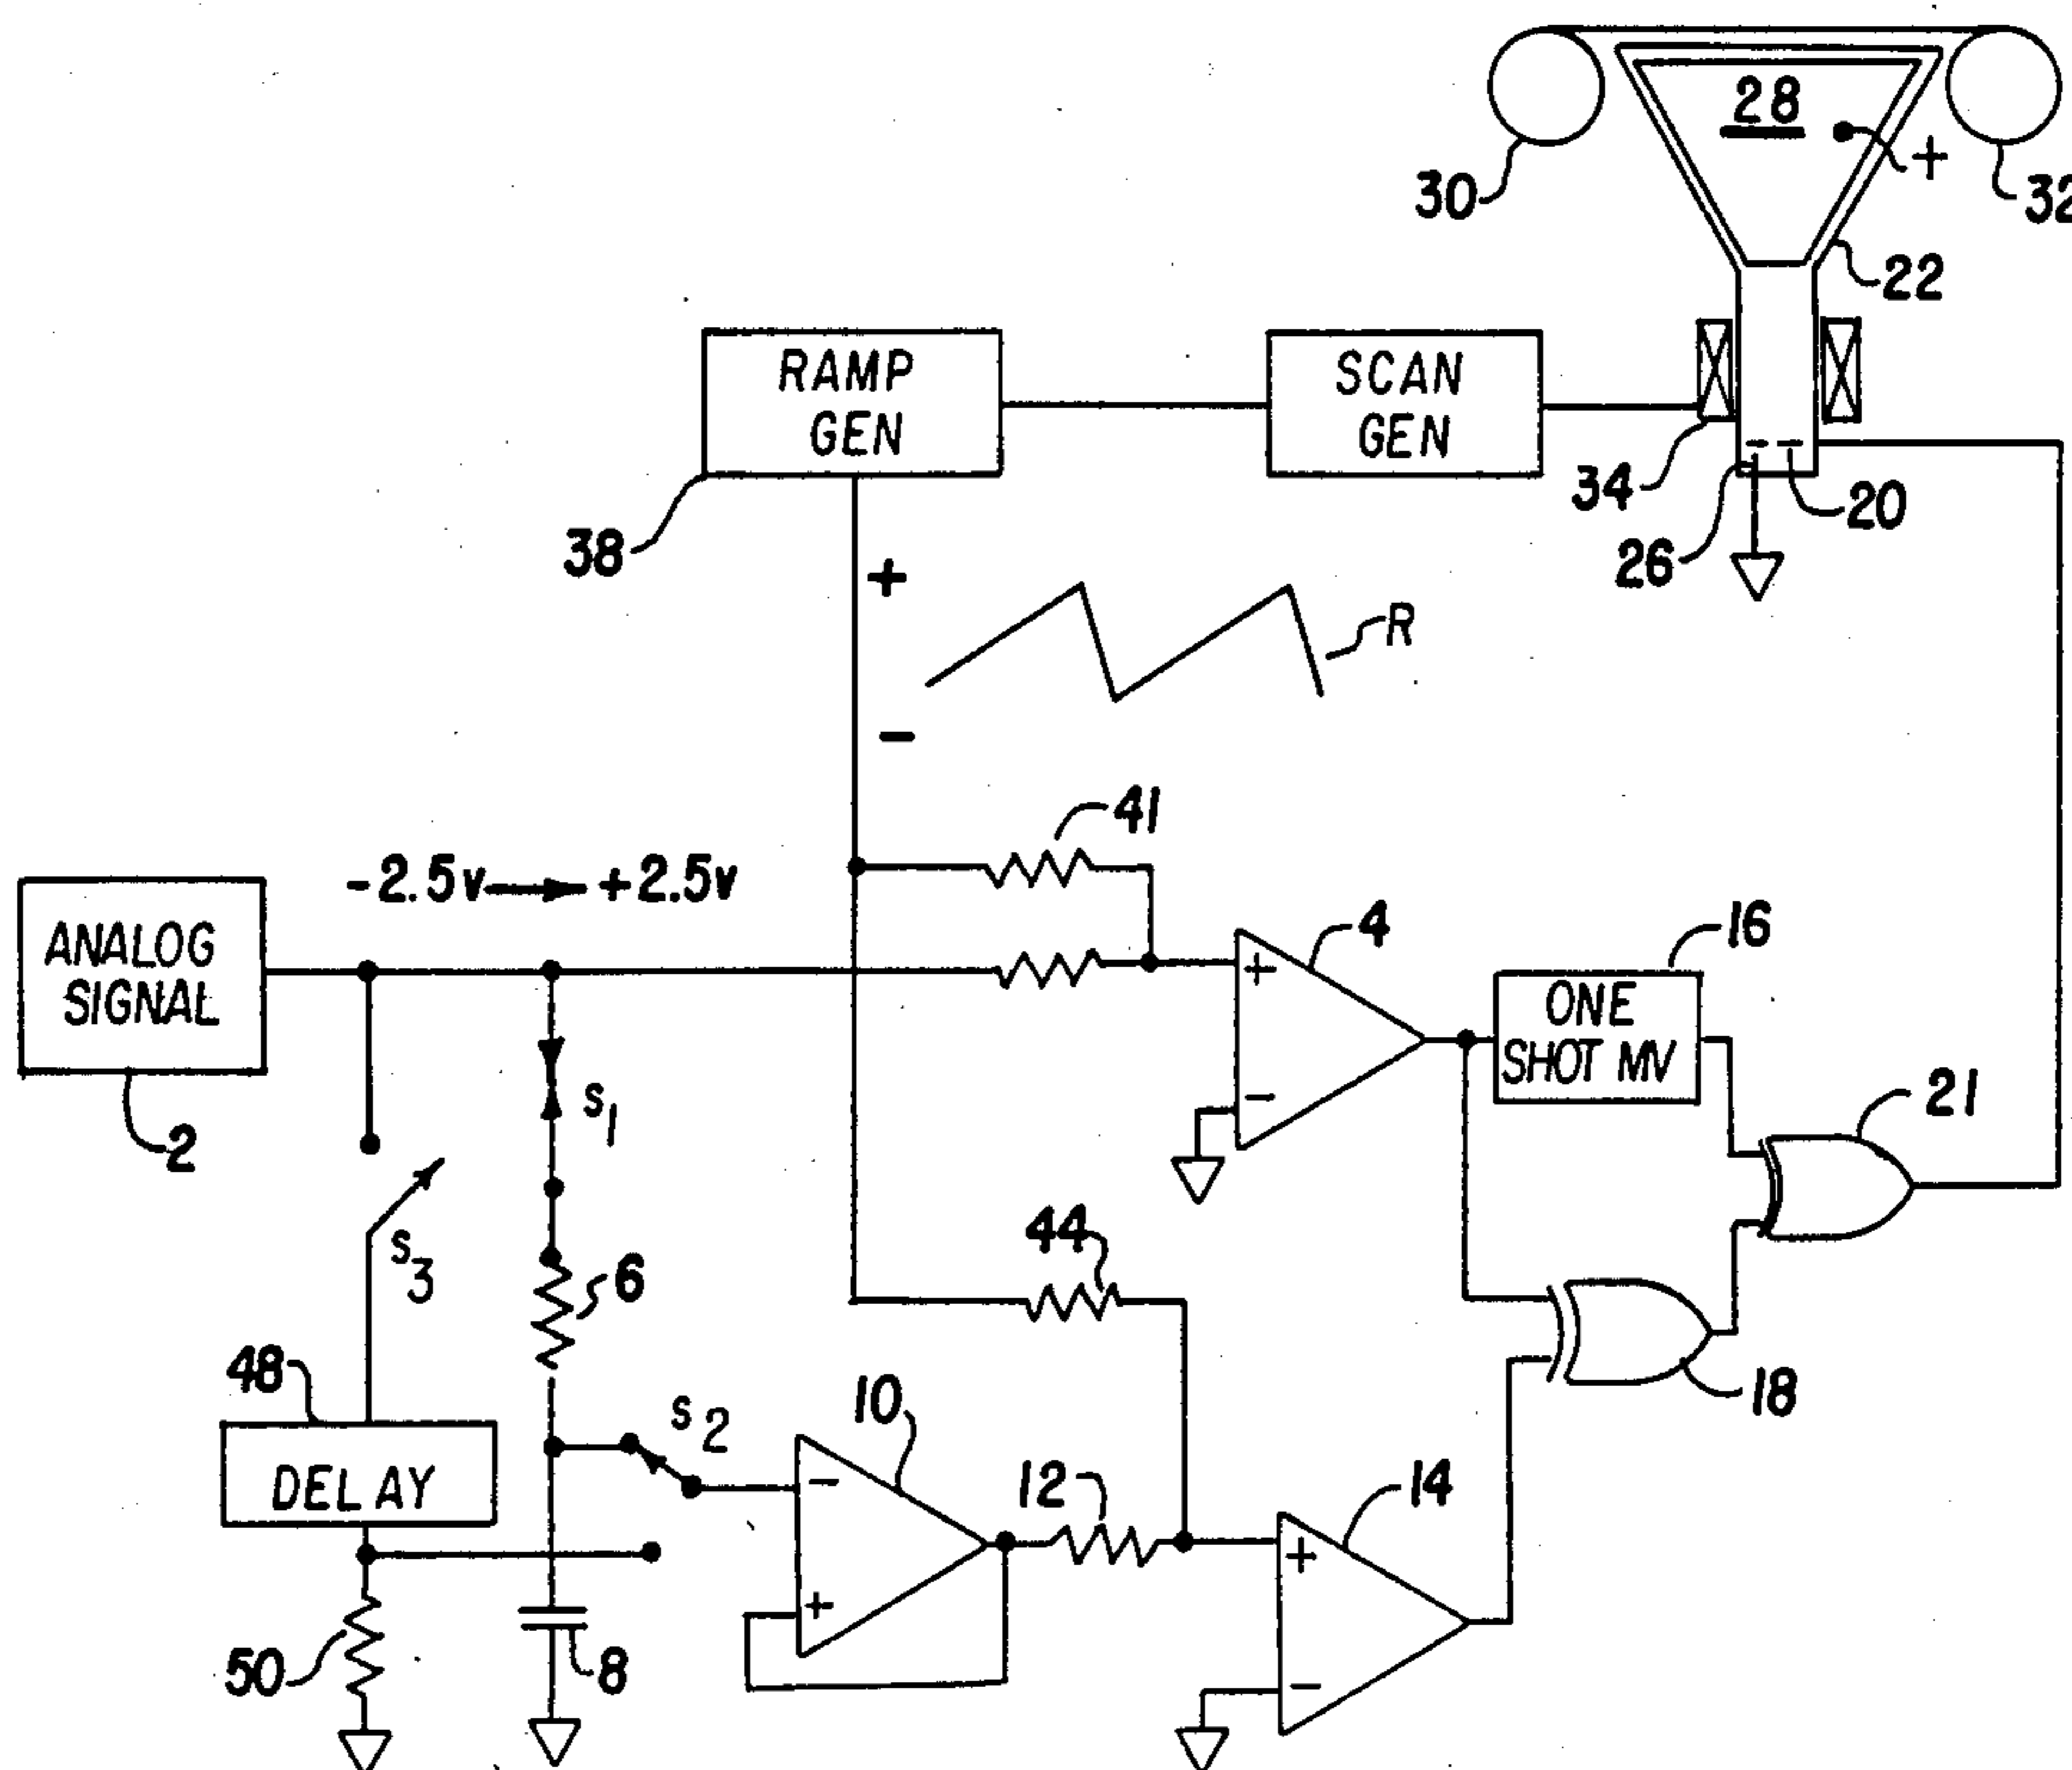 28
+
30
32
22
RAMP
GEN
SCAN
GEN
34
20
26
38
+
R
-
41
-2.5v → +2.5v
4
16
ANALOG
SIGNAL
+
ONE
SHOT MV
21
S1
-
2
44
S3
6
48
10
18
S2
DELAY
-
12
14
+
+
50
8
-